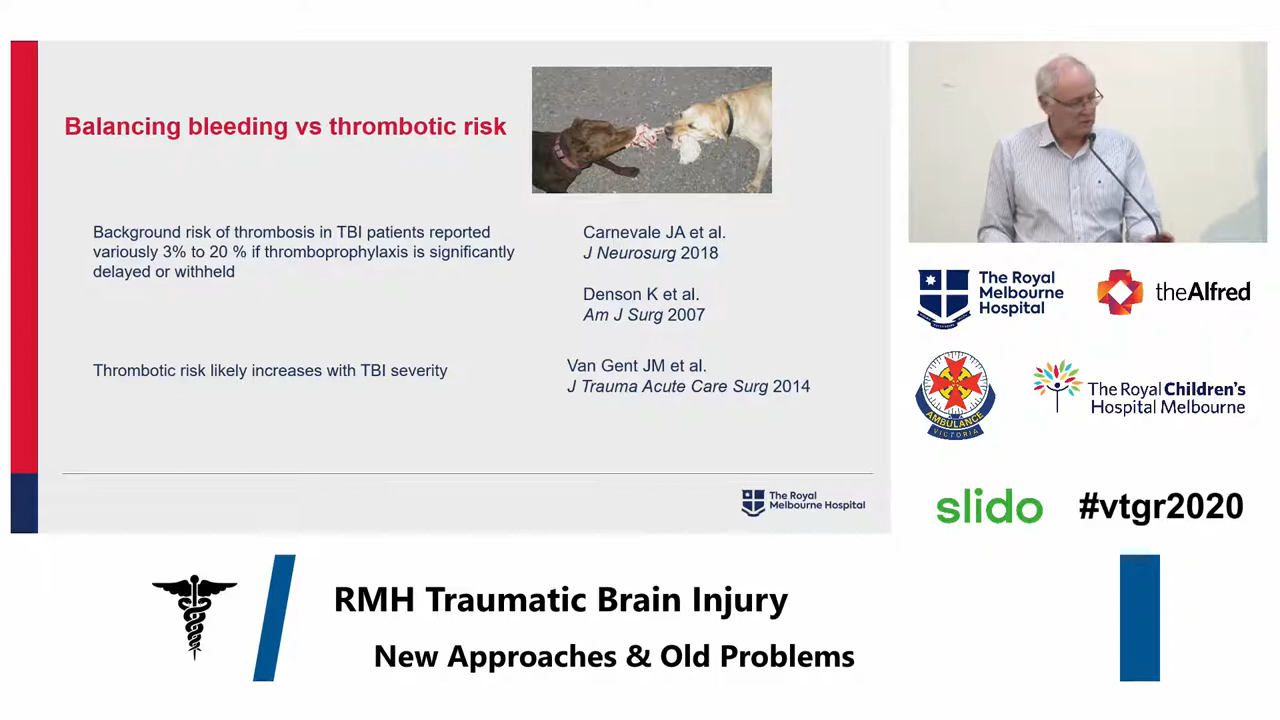 Balancing bleeding vs thrombotic risk
Background risk of thrombosis in TBI patients reported
variously 3% to 20 % if thromboprophylaxis is significantly
delayed or withheld
Carnevale JA et al.
J Neurosurg 2018
Denson K et al.
Am J Surg 2007
Thrombotic risk likely increases with TBI severity
Van Gent JM et al.
J Trauma Acute Care Surg 2014
The Royal
Melbourne Hospital
The Royal
Melbourne
Hospital
theAlfred
AMBULANCE
VICTORIA
The Royal Children's
Hospital Melbourne
slido
#vtgr2020
RMH Traumatic Brain Injury
New Approaches & Old Problems